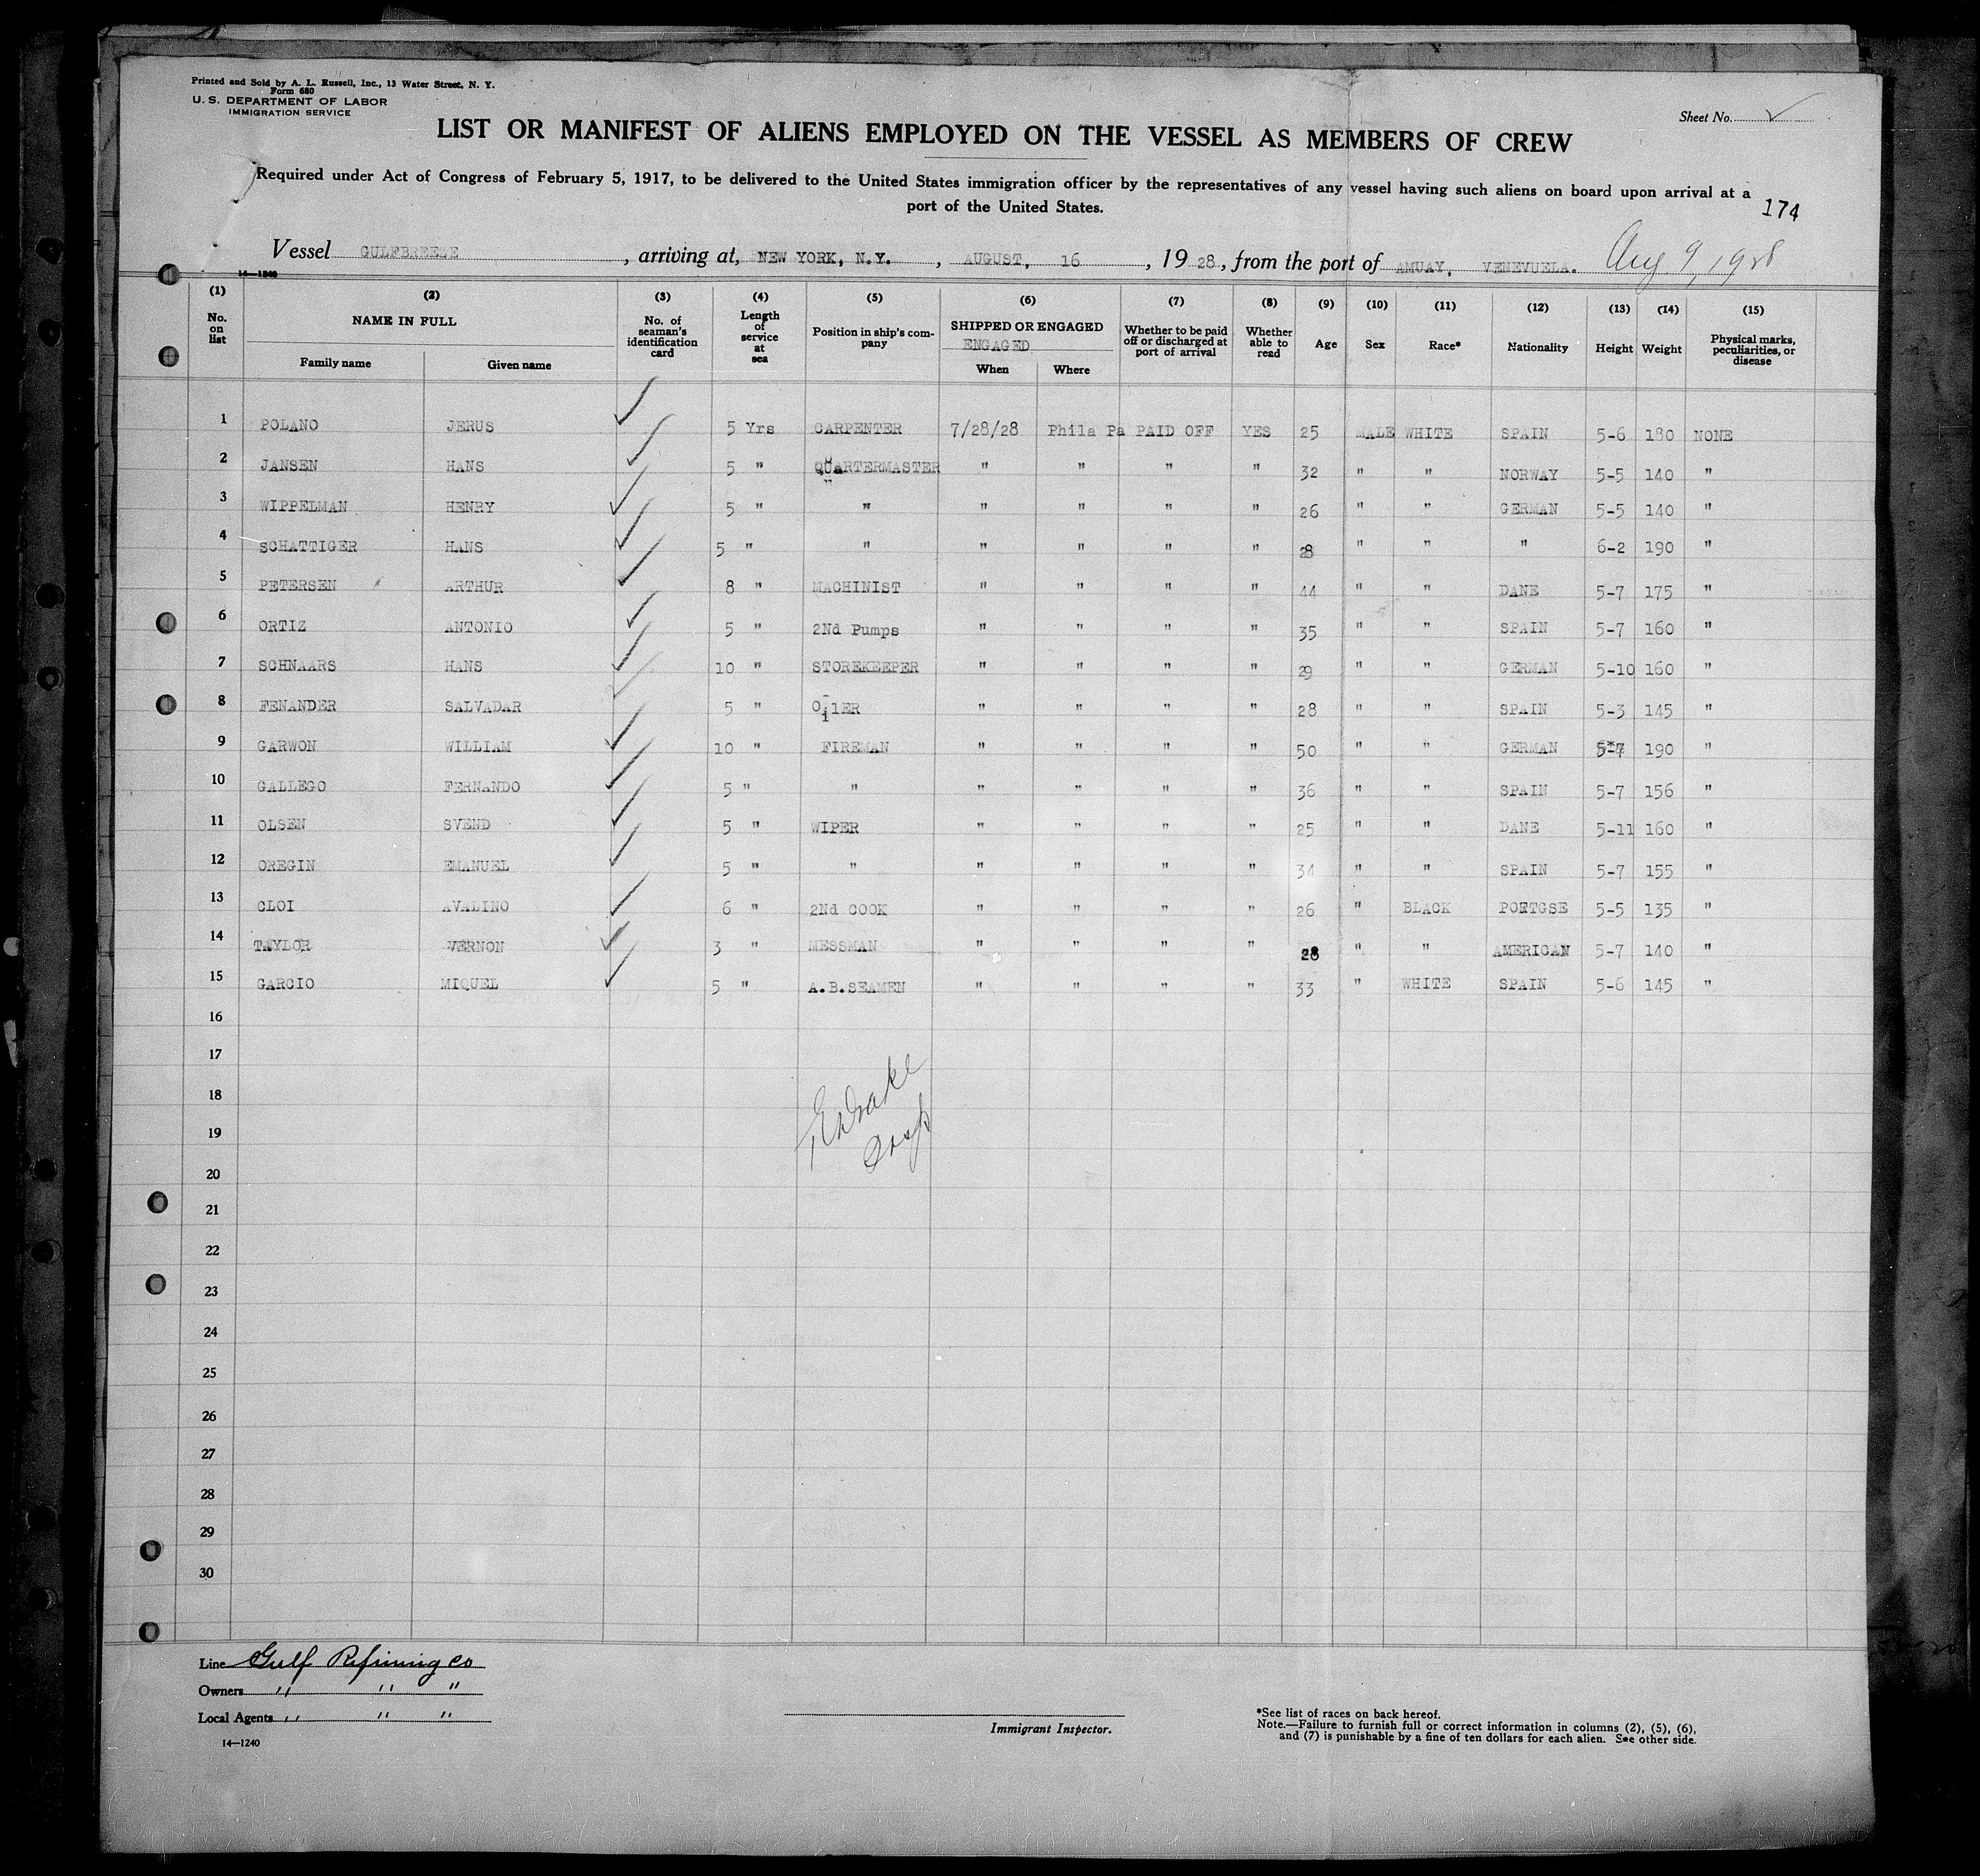 Printed and Sold by A. L. Russell, Inc., 13 Water Street, N. Y.
Form 680
U. S. DEPARTMENT OF LABOR
IMMIGRATION SERVICE
Sheet No. ✓
LIST OR MANIFEST OF ALIENS EMPLOYED ON THE VESSEL AS MEMBERS OF CREW
Required under Act of Congress of February 5, 1917, to be delivered to the United States immigration officer by the representatives of any vessel having such aliens on board upon arrival at a
port of the United States.
174
Vessel GULFBREEZE, arriving at, NEW YORK, N.Y., AUGUST, 16, 1928, from the port of AMUAY, VENEVUELA. Aug 9, 1928
14—1240
(1) (2) (3) (4) (5) (6) (7) (8) (9) (10) (11) (12) (13) (14) (15)
No. on list NAME IN FULL Family name Given name No. of seaman's identification card Length of service at sea Position in ship's company SHIPPED OR ENGAGED ENGAGED When Where Whether to be paid off or discharged at port of arrival Whether able to read Age Sex Race* Nationality Height Weight Physical marks, peculiarities, or disease
1 POLANO JERUS ✓ 5 Yrs CARPENTER 7/28/28 Phila Pa PAID OFF YES 25 MALE WHITE SPAIN 5-6 180 NONE
2 JANSEN HANS ✓ 5 " QUARTERMASTER " " " " 32 " " NORWAY 5-5 140 "
3 WIPPELMAN HENRY ✓ 5 " " " " " " 26 " " GERMAN 5-5 140 "
4 SCHATTIGER HANS ✓ 5 " " " " " " 28 " " " 6-2 190 "
5 PETERSEN ARTHUR ✓ 8 " MACHINIST " " " " 44 " " DANE 5-7 175 "
6 ORTIZ ANTONIO ✓ 5 " 2Nd Pumps " " " " 35 " " SPAIN 5-7 160 "
7 SCHNAARS HANS ✓ 10 " STOREKEEPER " " " " 29 " " GERMAN 5-10 160 "
8 FENANDER SALVADAR ✓ 5 " OilER " " " " 28 " " SPAIN 5-3 145 "
9 GARWON WILLIAM ✓ 10 " FIREMAN " " " " 50 " " GERMAN 5-7 190 "
10 GALLEGO FERNANDO ✓ 5 " " " " " " 36 " " SPAIN 5-7 156 "
11 OLSEN SVEND ✓ 5 " WIPER " " " " 25 " " DANE 5-11 160 "
12 OREGIN EMANUEL ✓ 5 " " " " " " 34 " " SPAIN 5-7 155 "
13 CLOI AVALINO ✓ 6 " 2Nd COOK " " " " 26 " BLACK PORTGSE 5-5 135 "
14 TAYLOR VERNON ✓ 3 " MESSMAN " " " " 28 " " AMERICAN 5-7 140 "
15 GARCIO MIQUEL ✓ 5 " A.B.SEAMEN " " " " 33 " WHITE SPAIN 5-6 145 "
16
17
18
19
20
21
22
23
24
25
26
27
28
29
30
Drake
Line Gulf Refining Co
Owners " " "
Local Agents " " "
14—1240
Immigrant Inspector.
*See list of races on back hereof.
Note.—Failure to furnish full or correct information in columns (2), (5), (6),
and (7) is punishable by a fine of ten dollars for each alien. See other side.